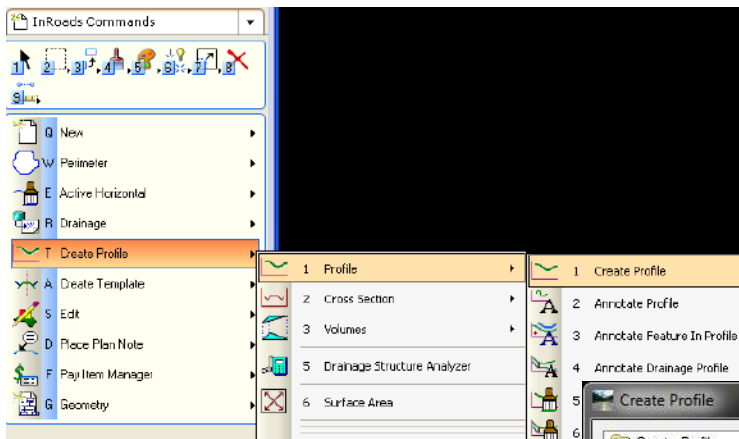 InRoads Commands
1 2 3 4 5 6 7 8
9
Q New
W Perimeter
E Active Horizontal
R Drainage
T Create Profile
A Create Template
S Edit
D Place Plan Note
F Pay Item Manager
G Geometry
1 Profile
2 Cross Section
3 Volumes
5 Drainage Structure Analyzer
6 Surface Area
1 Create Profile
2 Annotate Profile
3 Annotate Feature In Profile
4 Annotate Drainage Profile
5
6
Create Profile